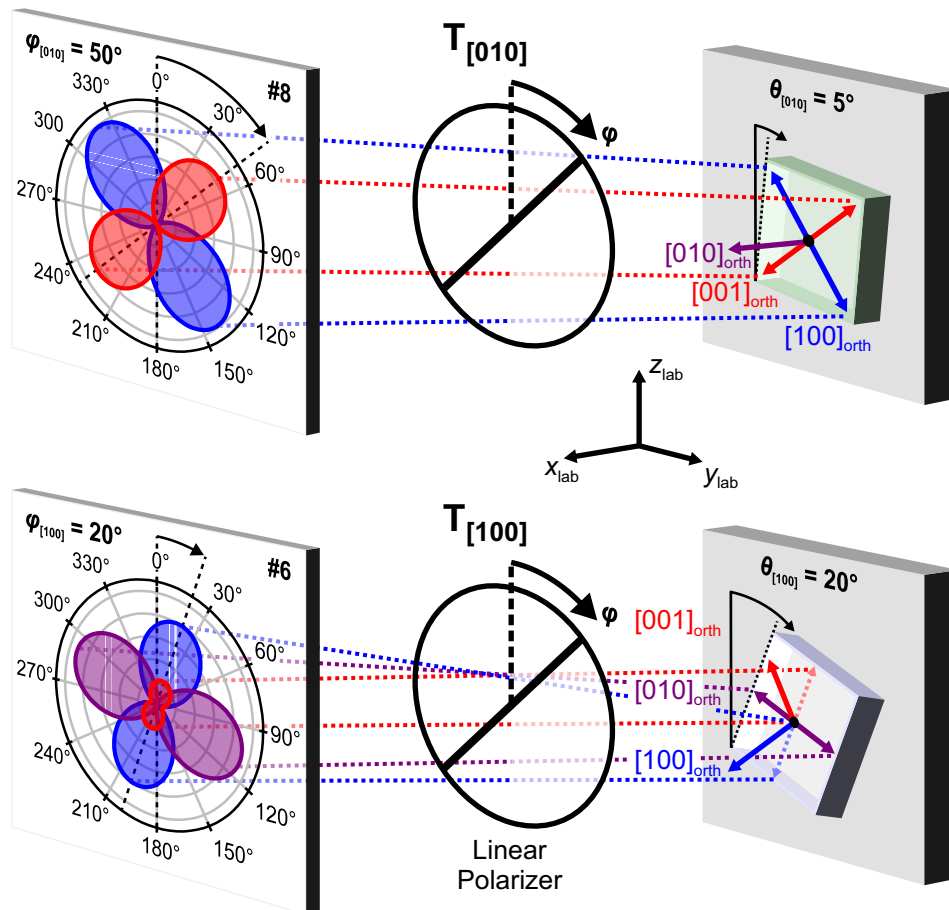 φ[010] = 50°
#8
0°
30°
60°
90°
120°
150°
180°
210°
240°
270°
300
330°
T[010]
φ
θ[010] = 5°
[010]orth
[001]orth
[100]orth
zlab
xlab
ylab
φ[100] = 20°
#6
0°
30°
60°
90°
120°
150°
180°
210°
240°
270°
300°
330°
T[100]
φ
θ[100] = 20°
[001]orth
[010]orth
[100]orth
Linear
Polarizer